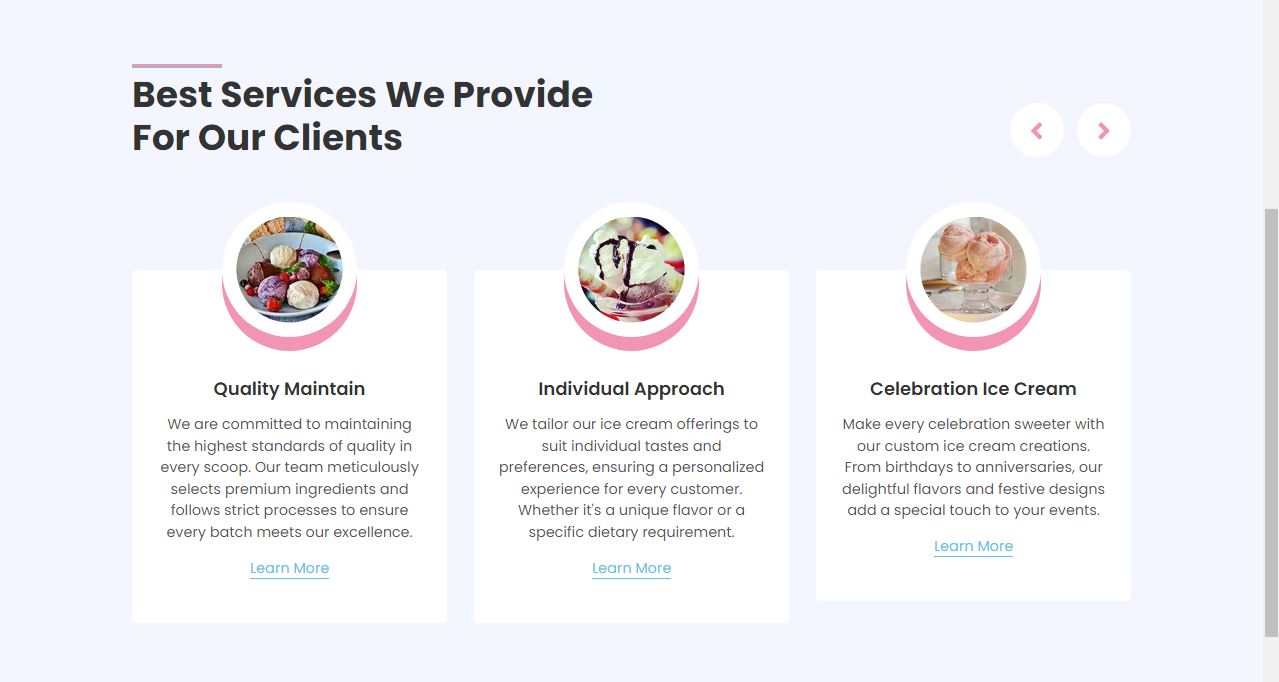 Best Services We Provide
For Our Clients
Quality Maintain
We are committed to maintaining
the highest standards of quality in
every scoop. Our team meticulously
selects premium ingredients and
follows strict processes to ensure
every batch meets our excellence.
Learn More
Individual Approach
We tailor our ice cream offerings to
suit individual tastes and
preferences, ensuring a personalized
experience for every customer.
Whether it's a unique flavor or a
specific dietary requirement.
Learn More
Celebration Ice Cream
Make every celebration sweeter with
our custom ice cream creations.
From birthdays to anniversaries, our
delightful flavors and festive designs
add a special touch to your events.
Learn More